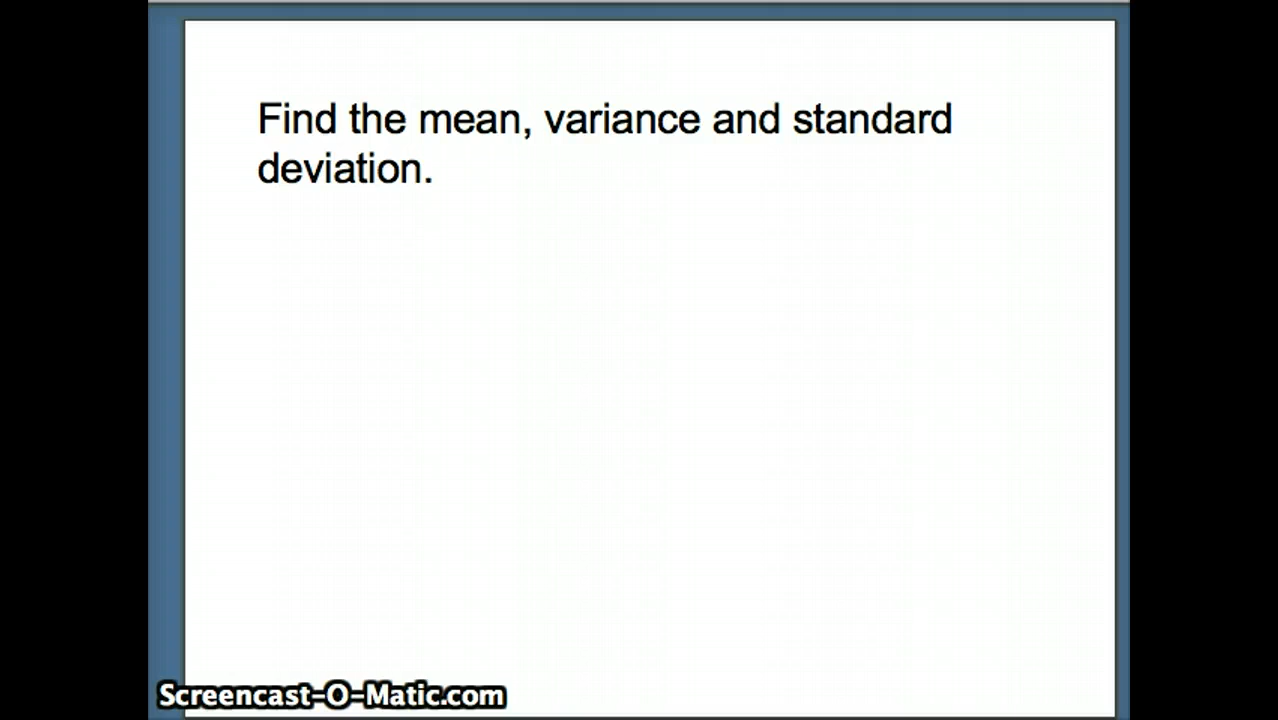 Find the mean, variance and standard
deviation.
Screencast-O-Matic.com